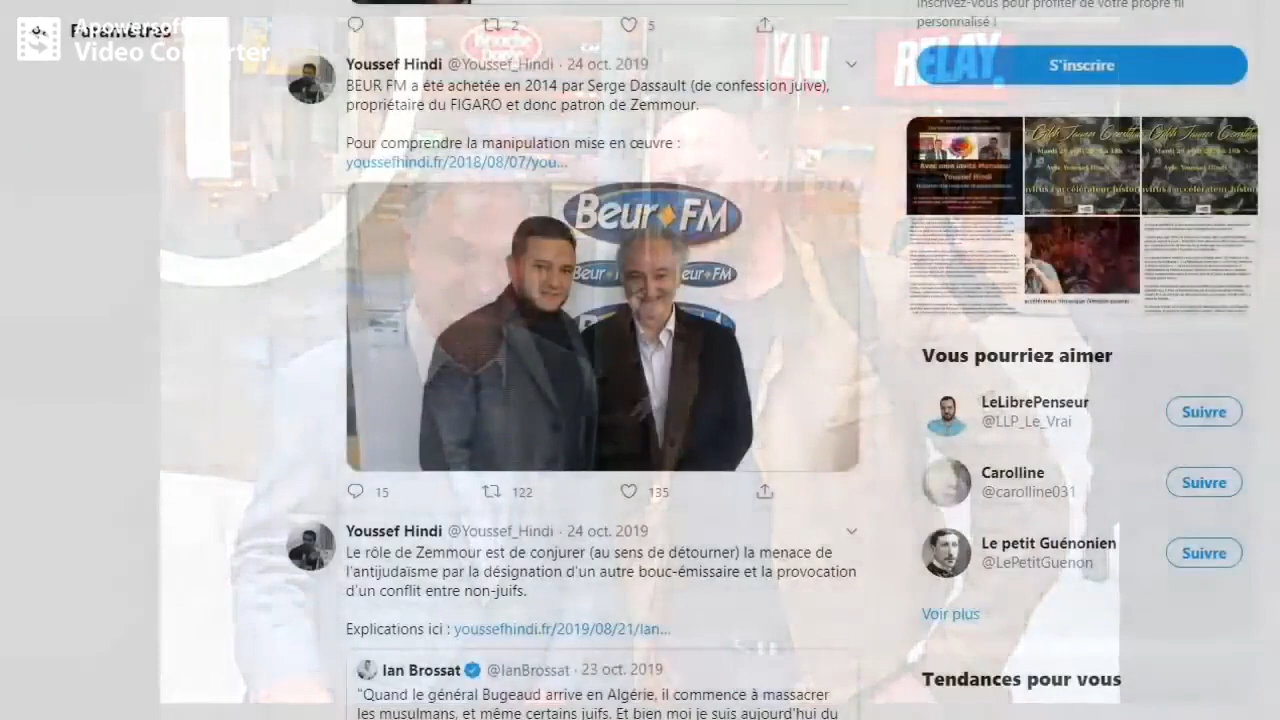 Apowersoft
Video Converter
Paramètres
2
5
Inscrivez-vous pour profiter de votre propre fil
personnalisé !
S'inscrire
RELAY.
Youssef Hindi @Youssef_Hindi · 24 oct. 2019
BEUR FM a été achetée en 2014 par Serge Dassault (de confession juive),
propriétaire du FIGARO et donc patron de Zemmour.
Pour comprendre la manipulation mise en œuvre :
youssefhindi.fr/2018/08/07/you...
Beur FM
Beur
eur FM
Avec mon invité Monsieur
Youssef Hindi
15
122
135
Youssef Hindi @Youssef_Hindi · 24 oct. 2019
Le rôle de Zemmour est de conjurer (au sens de détourner) la menace de
l'antijudaïsme par la désignation d'un autre bouc-émissaire et la provocation
d'un conflit entre non-juifs.
Explications ici : youssefhindi.fr/2019/08/21/lan...
Ian Brossat @IanBrossat · 23 oct. 2019
"Quand le général Bugeaud arrive en Algérie, il commence à massacrer
les musulmans, et même certains juifs. Et bien moi je suis aujourd'hui du
Vous pourriez aimer
LeLibrePenseur
@LLP_Le_Vrai
Suivre
Carolline
@carolline031
Suivre
Le petit Guénonien
@LePetitGuenon
Suivre
Voir plus
Tendances pour vous